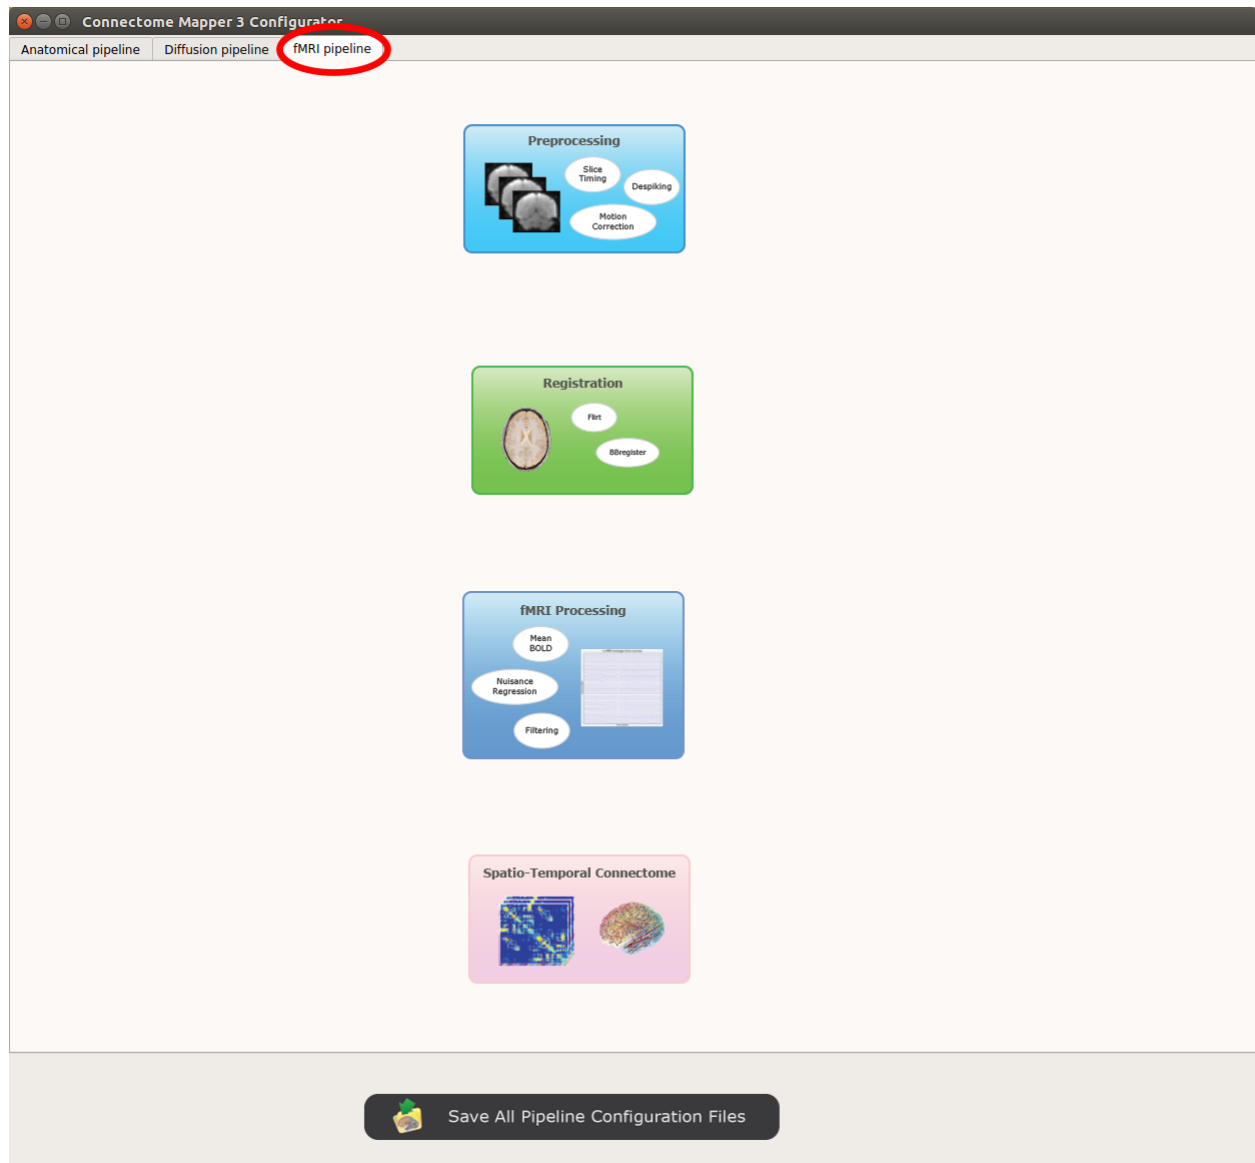 Connectome Mapper 3 Configurator
Anatomical pipeline
Diffusion pipeline
fMRI pipeline
Preprocessing
Slice
Timing
Despiking
Motion
Correction
Registration
Flirt
BBregister
fMRI Processing
Mean
BOLD
Nuisance
Regression
Filtering
Spatio-Temporal Connectome
Save All Pipeline Configuration Files